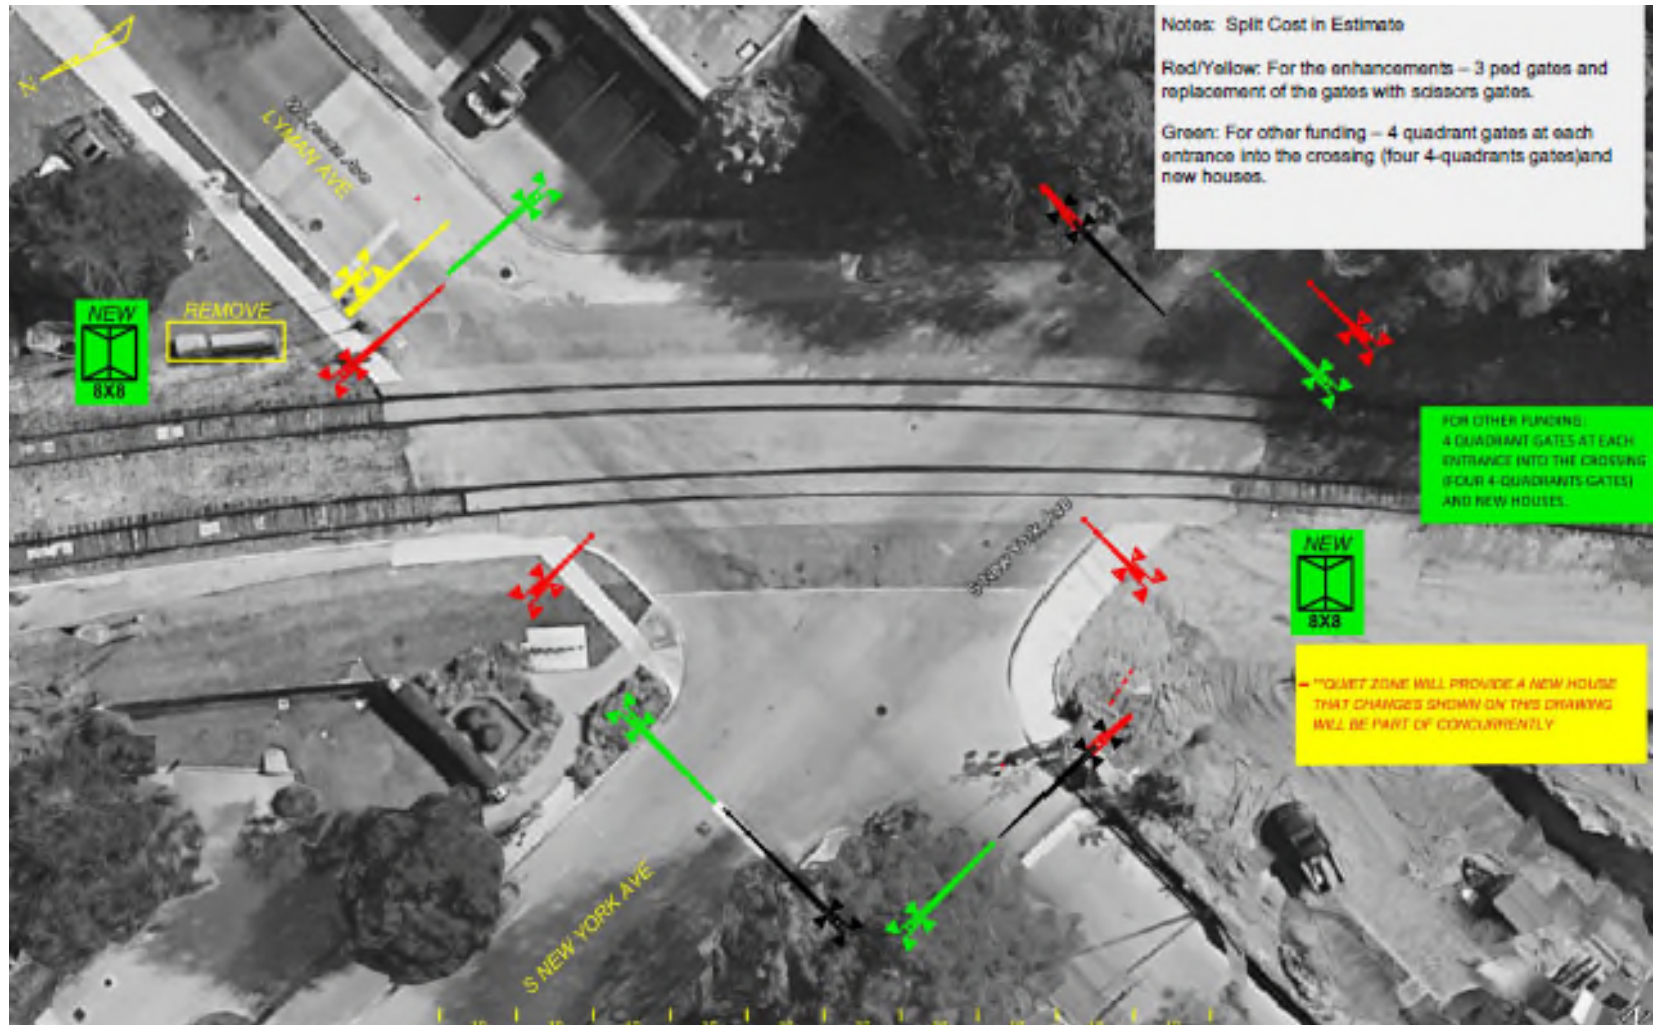 Notes: Split Cost in Estimate
Red/Yellow: For the enhancements – 3 ped gates and
replacement of the gates with scissors gates.
Green: For other funding – 4 quadrant gates at each
entrance into the crossing (four 4-quadrants gates)and
new houses.
N
LYMAN AVE
NEW
8X8
REMOVE
FOR OTHER FUNDING:
4 QUADRANT GATES AT EACH
ENTRANCE INTO THE CROSSING
(FOUR 4-QUADRANTS GATES)
AND NEW HOUSES.
S New York Ave
NEW
8X8
**QUIET ZONE WILL PROVIDE A NEW HOUSE
THAT CHANGES SHOWN ON THIS DRAWING
WILL BE PART OF CONCURRENTLY
S NEW YORK AVE